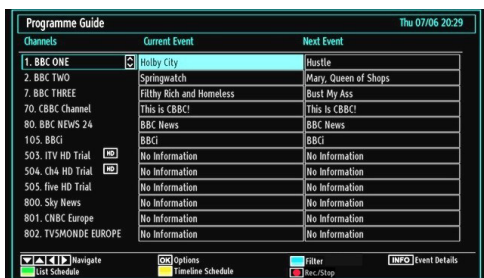 Programme Guide Thu 07/06 20:29
Channels Current Event Next Event
1. BBC ONE Holby City Hustle
2. BBC TWO Springwatch Mary, Queen of Shops
7. BBC THREE Filthy Rich and Homeless Bust My Ass
70. CBBC Channel This is CBBC! This Is CBBC!
80. BBC NEWS 24 BBC News BBC News
105. BBCi BBCi BBCi
503. ITV HD Trial HD No Information No Information
504. Ch4 HD Trial HD No Information No Information
505. five HD Trial No Information No Information
800. Sky News No Information No Information
801. CNBC Europe No Information No Information
802. TV5MONDE EUROPE No Information No Information
Navigate OK Options Filter INFO Event Details
List Schedule Timeline Schedule Rec./Stop